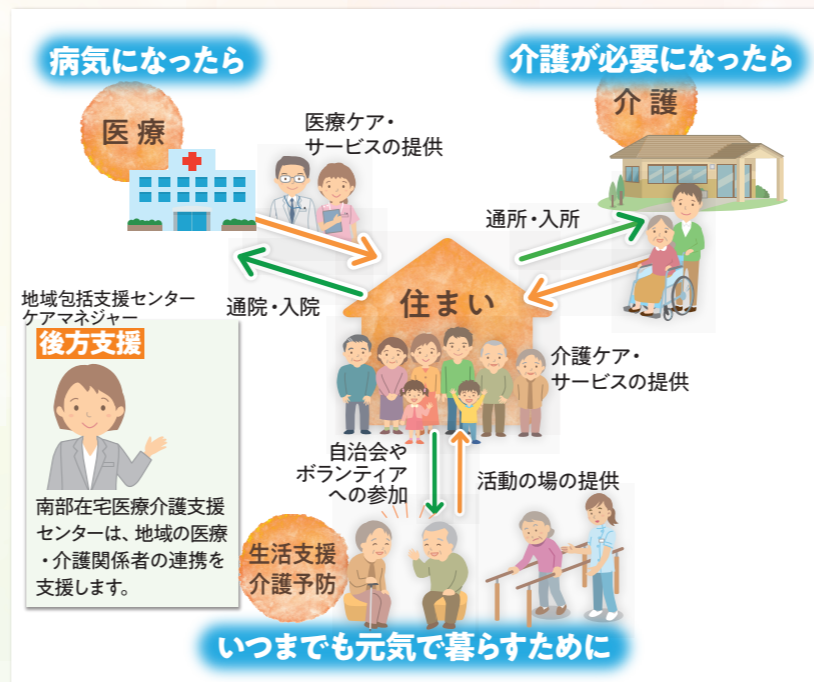 病気になったら
介護が必要になったら
医療
介護
医療ケア・
サービスの提供
通所・入所
通院・入院
住まい
介護ケア・
サービスの提供
地域包括支援センター
ケアマネジャー
後方支援
南部在宅医療介護支援
センターは、地域の医療
・介護関係者の連携を
支援します。
自治会や
ボランティア
への参加
活動の場の提供
生活支援
介護予防
いつまでも元気で暮らすために